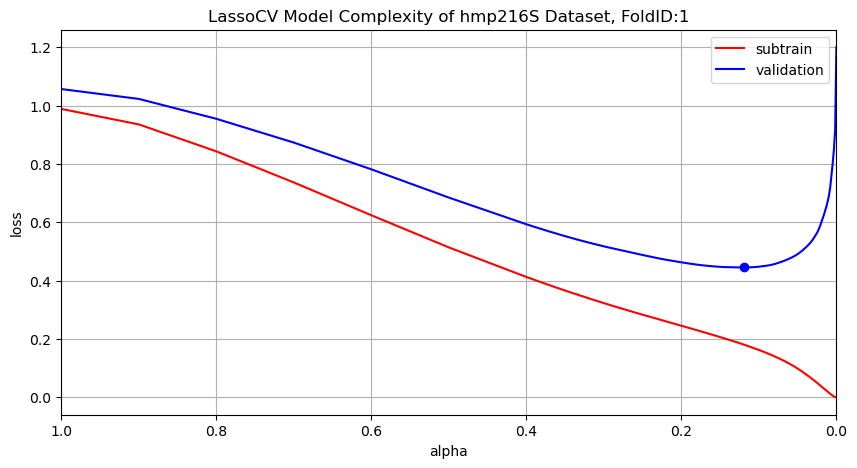 LassoCV Model Complexity of hmp216S Dataset, FoldID:1
subtrain
validation
loss
1.2
1.0
0.8
0.6
0.4
0.2
0.0
1.0 0.8 0.6 0.4 0.2 0.0
alpha